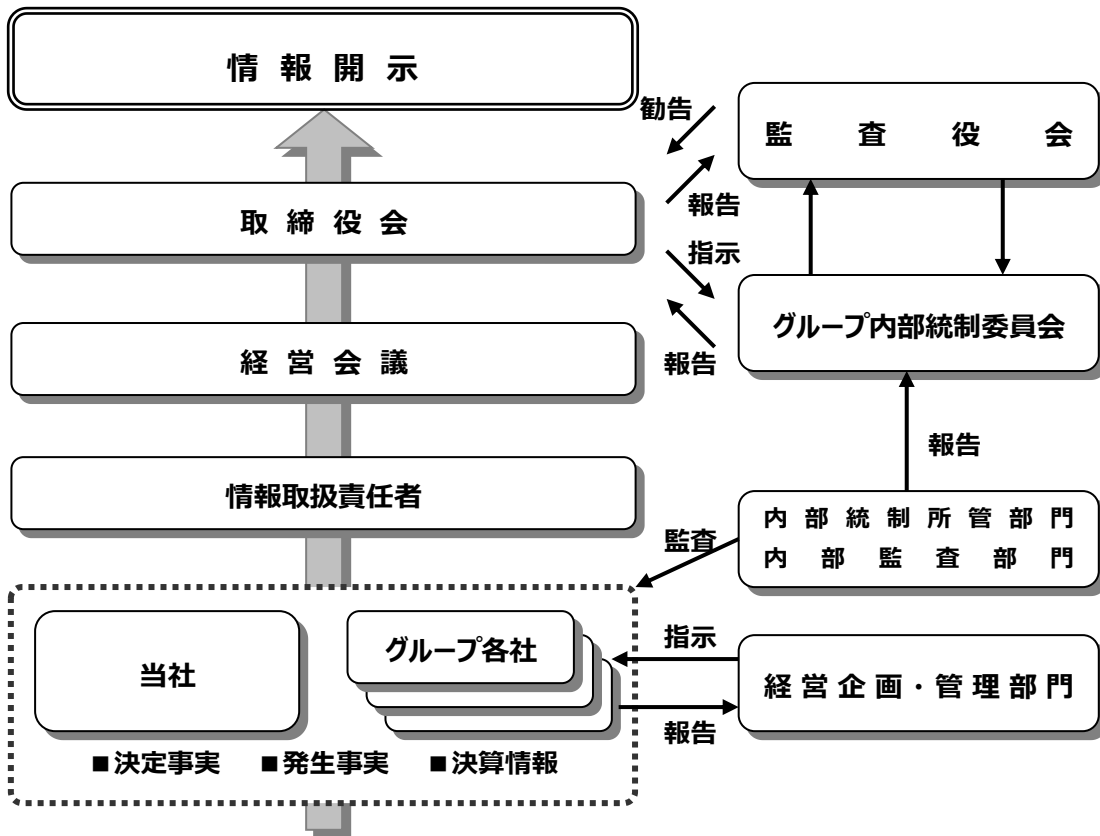 情報開示
勧告
監査役会
取締役会
報告
指示
グループ内部統制委員会
経営会議
報告
報告
情報取扱責任者
内部統制所管部門
内部監査部門
監査
当社
グループ各社
指示
経営企画・管理部門
報告
■決定事実 ■発生事実 ■決算情報